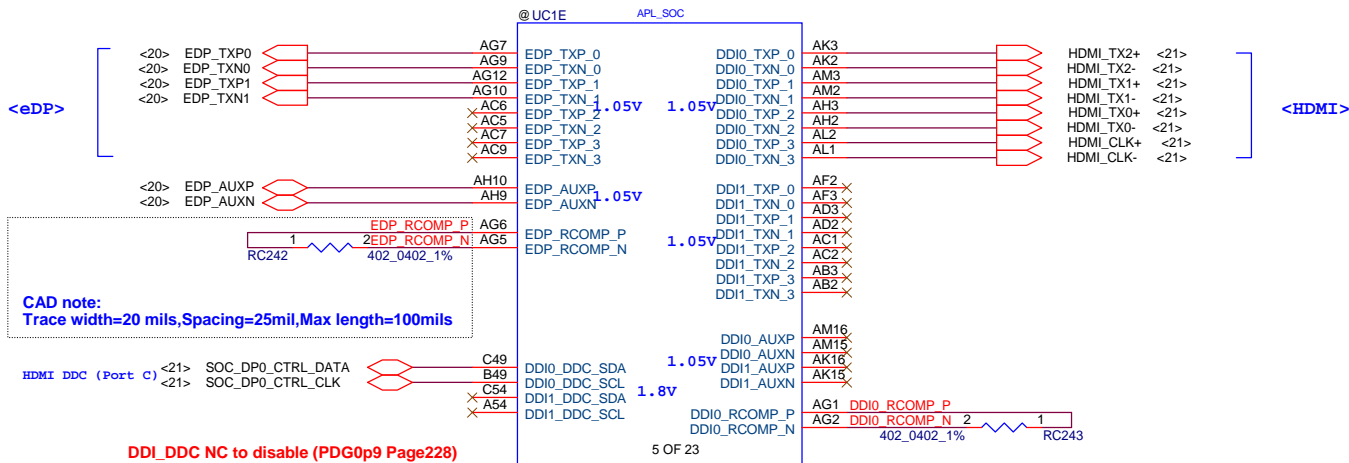 @ UC1E APL_SOC
<eDP>
<20> EDP_TXP0 AG7 EDP_TXP_0
<20> EDP_TXN0 AG9 EDP_TXN_0
<20> EDP_TXP1 AG12 EDP_TXP_1
<20> EDP_TXN1 AG10 EDP_TXN_1
AC6 EDP_TXP_2
AC5 EDP_TXN_2
AC7 EDP_TXP_3
AC9 EDP_TXN_3
1.05V
<20> EDP_AUXP AH10 EDP_AUXP
<20> EDP_AUXN AH9 EDP_AUXN
1.05V
EDP_RCOMP_P AG6 EDP_RCOMP_P
1 2 EDP_RCOMP_N AG5 EDP_RCOMP_N
RC242 402_0402_1%
CAD note:
Trace width=20 mils,Spacing=25mil,Max length=100mils
HDMI DDC (Port C)
<21> SOC_DP0_CTRL_DATA C49 DDI0_DDC_SDA
<21> SOC_DP0_CTRL_CLK B49 DDI0_DDC_SCL
C54 DDI1_DDC_SDA
A54 DDI1_DDC_SCL
1.8V
DDI_DDC NC to disable (PDG0p9 Page228)
DDI0_TXP_0 AK3 HDMI_TX2+ <21>
DDI0_TXN_0 AK2 HDMI_TX2- <21>
DDI0_TXP_1 AM3 HDMI_TX1+ <21>
DDI0_TXN_1 AM2 HDMI_TX1- <21>
DDI0_TXP_2 AH3 HDMI_TX0+ <21>
DDI0_TXN_2 AH2 HDMI_TX0- <21>
DDI0_TXP_3 AL2 HDMI_CLK+ <21>
DDI0_TXN_3 AL1 HDMI_CLK- <21>
1.05V
<HDMI>
DDI1_TXP_0 AF2
DDI1_TXN_0 AF3
DDI1_TXP_1 AD3
DDI1_TXN_1 AD2
DDI1_TXP_2 AC1
DDI1_TXN_2 AC2
DDI1_TXP_3 AB3
DDI1_TXN_3 AB2
1.05V
DDI0_AUXP AM16
DDI0_AUXN AM15
DDI1_AUXP AK16
DDI1_AUXN AK15
1.05V
DDI0_RCOMP_P AG1 DDI0_RCOMP_P
DDI0_RCOMP_N AG2 DDI0_RCOMP_N 2 1
402_0402_1% RC243
5 OF 23